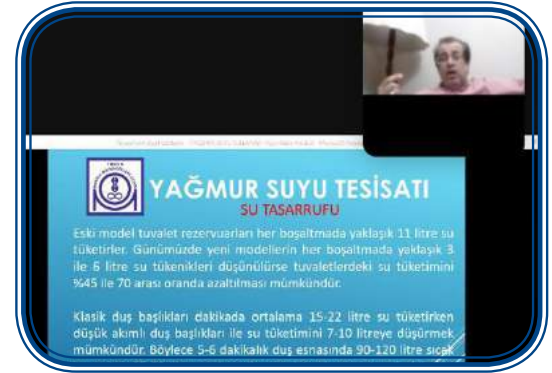 YAĞMUR SUYU TESİSATI
SU TASARRUFU
Eski model tuvalet rezervuarları her boşaltmada yaklaşık 11 litre su
tüketirler. Günümüzde yeni modellerin her boşaltmada yaklaşık 3
ile 6 litre su tükenikleri düşünülürse tuvaletlerdeki su tüketimini
%45 ile 70 arası oranda azaltılması mümkündür.
Klasik duş başlıkları dakikada ortalama 15-22 litre su tüketirken
düşük akımlı duş başlıkları ile su tüketimini 7-10 litreye düşürmek
mümkündür. Böylece 5-6 dakikalık duş esnasında 90-120 litre sıcak